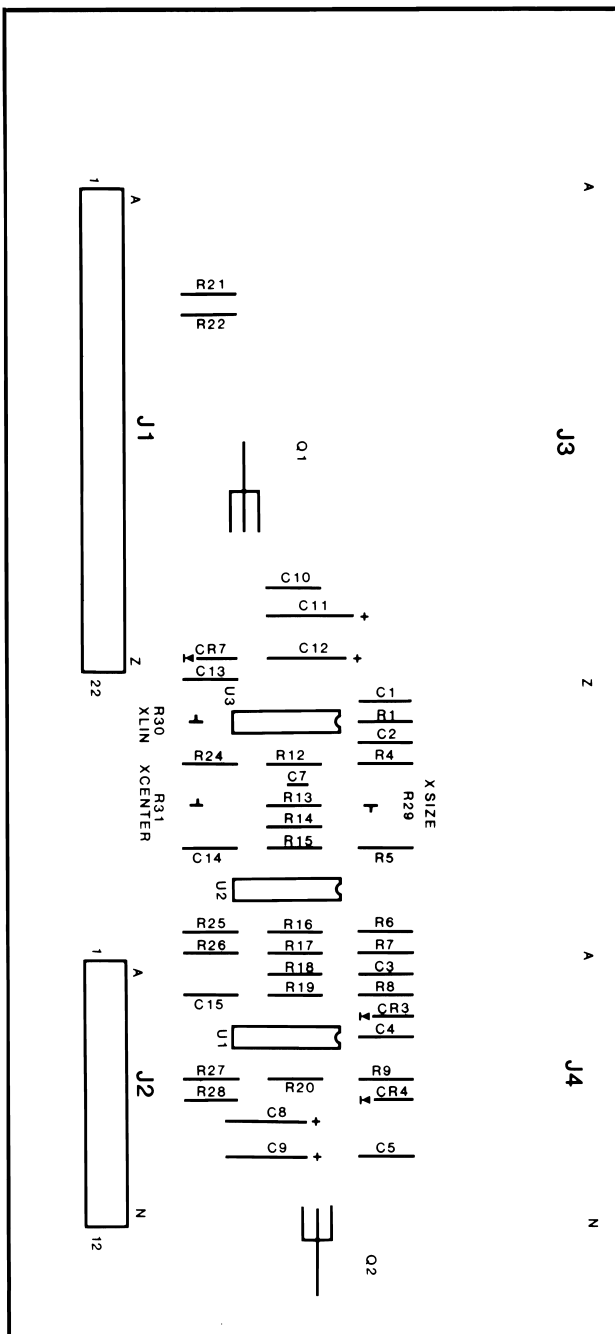 1
A
A
R21
R22
J1
J3
Q1
C10
C11
+
CR7
C12
+
Z
Z
C13
22
U3
C1
R30
XLIN
R1
C2
R24
R12
R4
C7
R31
XCENTER
R13
R29
XSIZE
R14
R15
C14
R5
U2
R25
R16
R6
1
R26
R17
R7
A
A
R18
C3
R19
R8
C15
CR3
U1
C4
J2
J4
R27
R20
R9
R28
CR4
C8
+
C9
+
C5
N
N
12
Q2